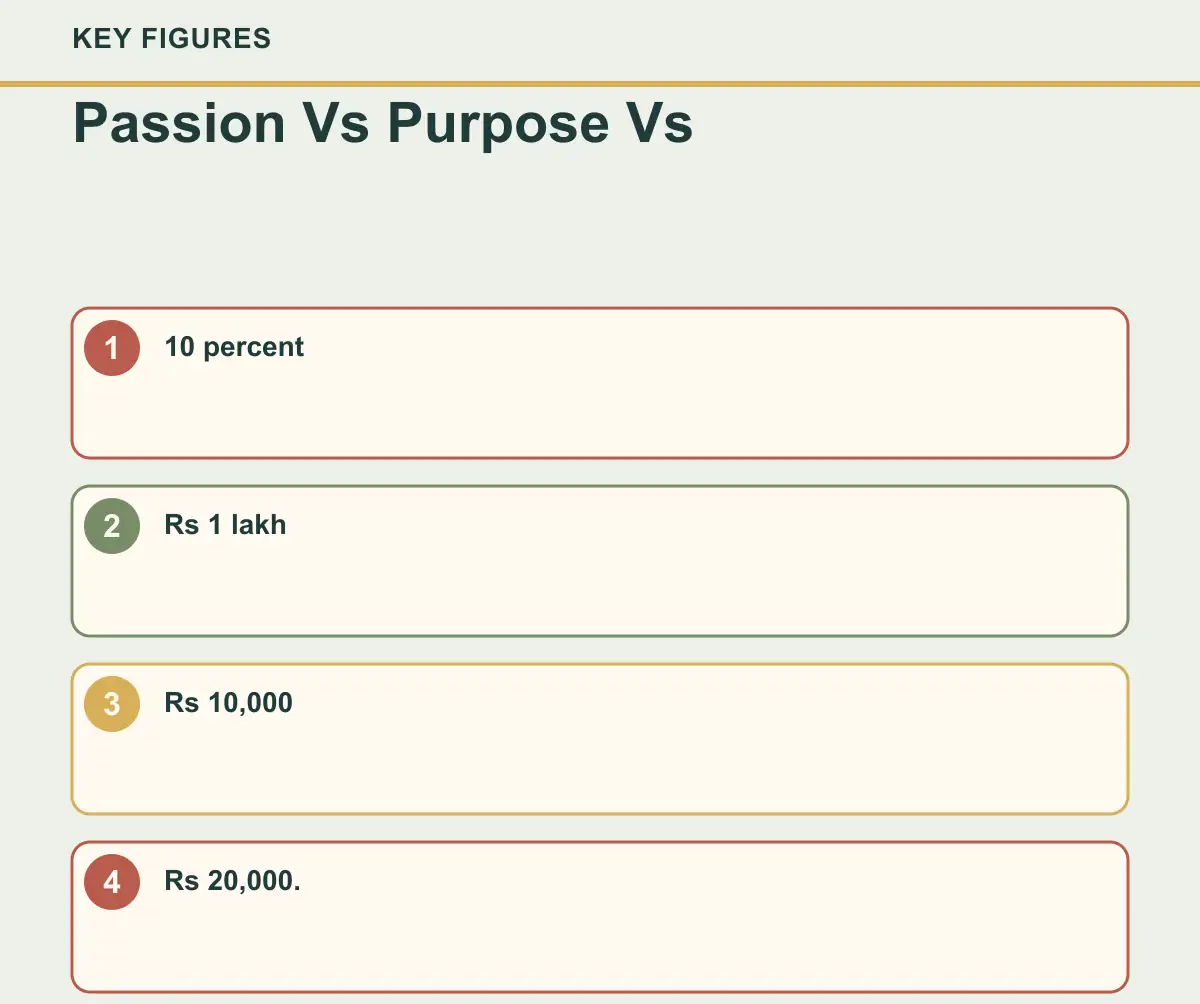 KEY FIGURES
Passion Vs Purpose Vs
1 10 percent
2 Rs 1 lakh
3 Rs 10,000
4 Rs 20,000.